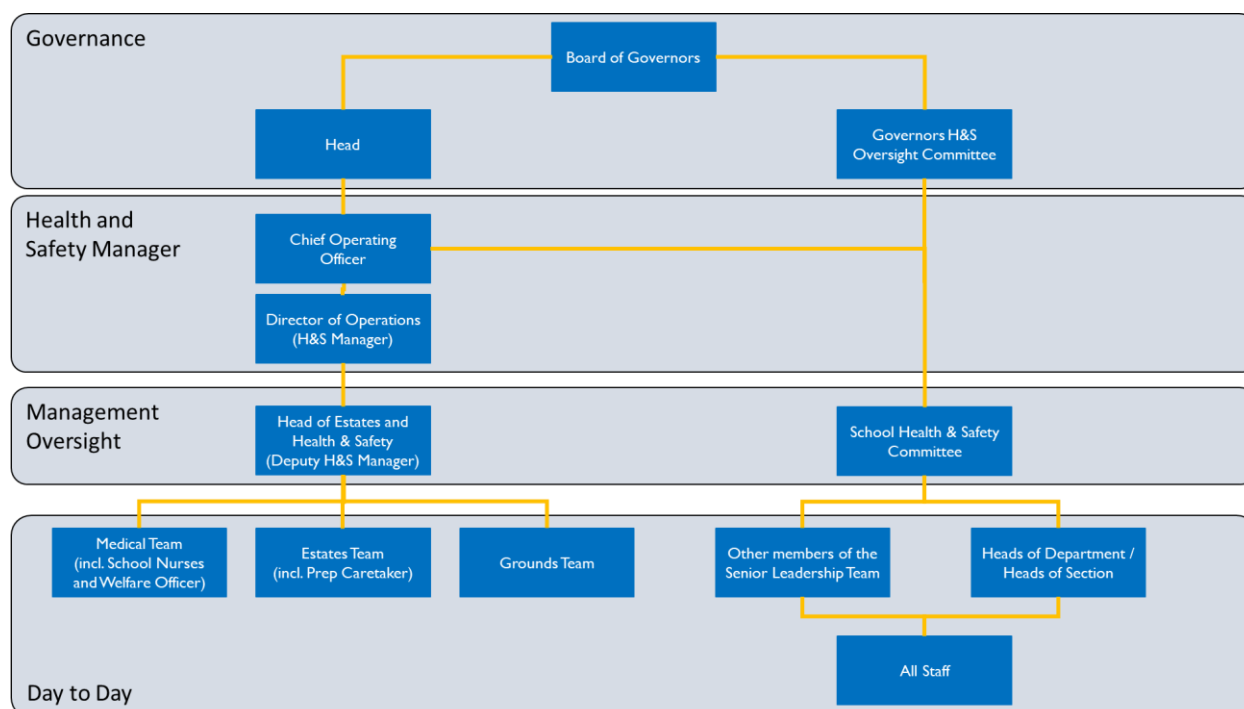 Governance
Board of Governors
Head
Governors H&S
Oversight Committee
Health and
Safety Manager
Chief Operating
Officer
Director of Operations
(H&S Manager)
Management
Oversight
Head of Estates and
Health & Safety
(Deputy H&S Manager)
School Health & Safety
Committee
Medical Team
(incl. School Nurses
and Welfare Officer)
Estates Team
(incl. Prep Caretaker)
Grounds Team
Other members of the
Senior Leadership Team
Heads of Department /
Heads of Section
All Staff
Day to Day